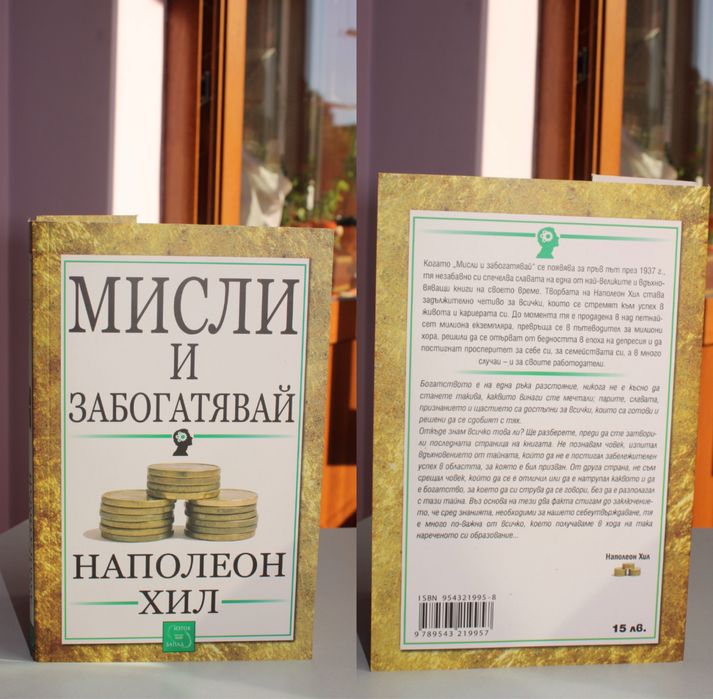 МИСЛИ
И
ЗАБОГАТЯВАЙ
НАПОЛЕОН
ХИЛ
ИЗТОК
ЗАПАД
Когато „Мисли и забогатявай" се появява за пръв път през 1937 г.,
тя незабавно си спечелва славата на една от най-великите и вдъхно-
вяващи книги на своето време. Творбата на Наполеон Хил става
задължително четиво за всички, които се стремят към успех в
живота и кариерата си. До момента тя е продадена в над петнай-
сет милиона екземпляра, превръща се в пътеводител за милиони
хора, решили да се отърват от бедността в епоха на депресия и да
постигнат просперитет за себе си, за семействата си, а в много
случаи – и за своите работодатели.
Богатството е на една ръка разстояние, никога не е късно да
станете такива, каквито винаги сте мечтали; парите, славата,
признанието и щастието са достъпни за всички, които са готови и
решени да се сдобият с тях.
Откъде знам всичко това ли? Ще разберете, преди да сте затвори-
ли последната страница на книгата. Не познавам човек, изпитал
вдъхновението от тайната, който да не е постигал забележителен
успех в областта, за която е бил призван. От друга страна, не съм
срещал човек, който да се е отличил или да е натрупал каквото и да
е богатство, за което да си струва да се говори, без да е разполагал
с тази тайна. Въз основа на тези два факта стигам до заключение-
то, че сред знанията, необходими за нашето себеутвърждаване, тя
е много по-важна от всичко, което получаваме в хода на така
нареченото си образование...
Наполеон Хил
ISBN 954321995-8
9 789543 219957
15 лв.